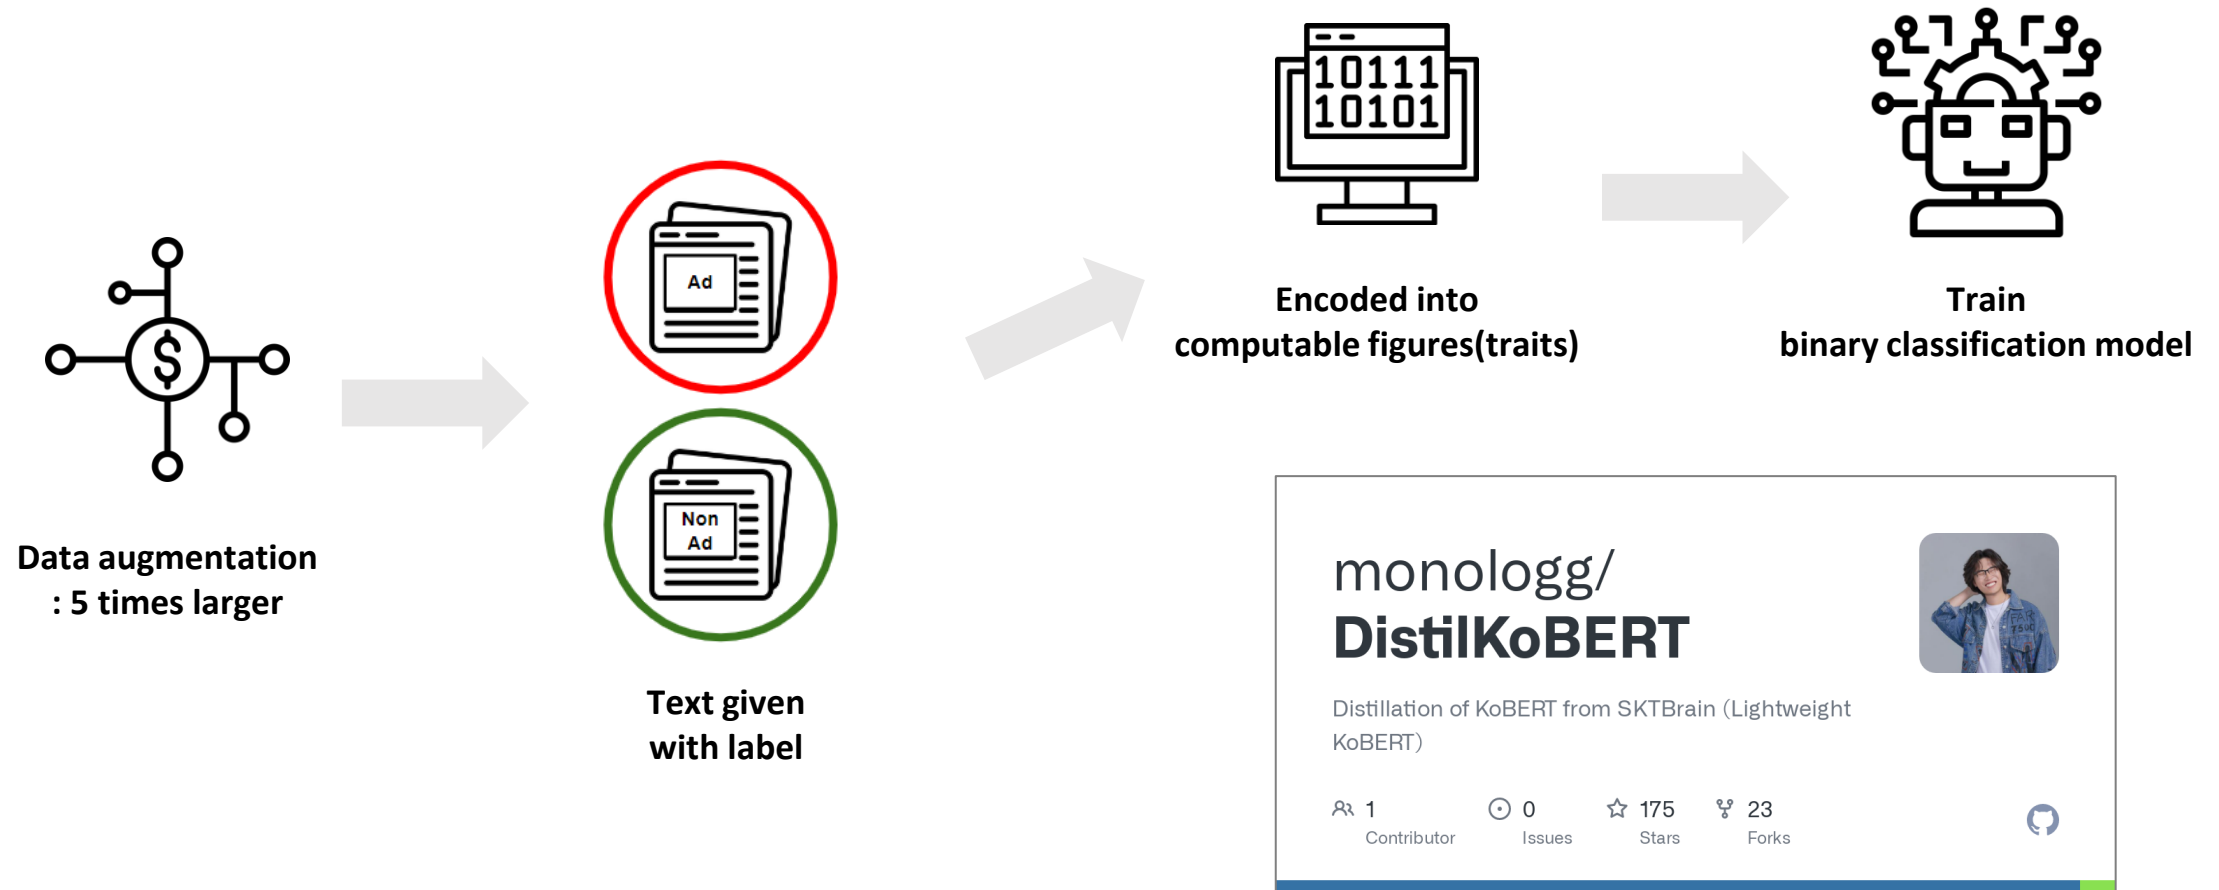 Data augmentation
: 5 times larger
Ad
Non
Ad
Text given
with label
10111
10101
Encoded into
computable figures(traits)
Train
binary classification model
monologg/
DistilKoBERT
Distillation of KoBERT from SKTBrain (Lightweight
KoBERT)
1
Contributor
0
Issues
175
Stars
23
Forks